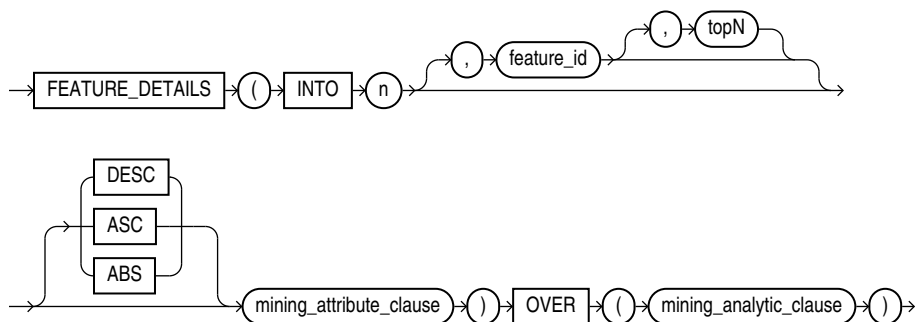 , topN
, feature_id
FEATURE_DETAILS ( INTO n
DESC
ASC
ABS
mining_attribute_clause ) OVER ( mining_analytic_clause )